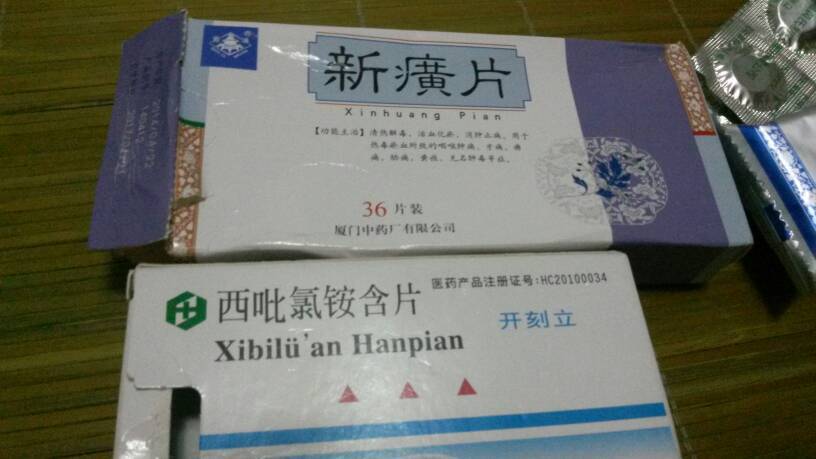 新癀片
Xinhuang Pian
【功能主治】清热解毒，活血化瘀，消肿止痛。用于
热毒瘀血所致的咽喉肿痛、牙痛、痹
痛、胁痛、黄疸、无名肿毒等症。
36片装
厦门中药厂有限公司
医药产品注册证号:HC20100034
西吡氯铵含片
开刻立
Xibilü'an Hanpian